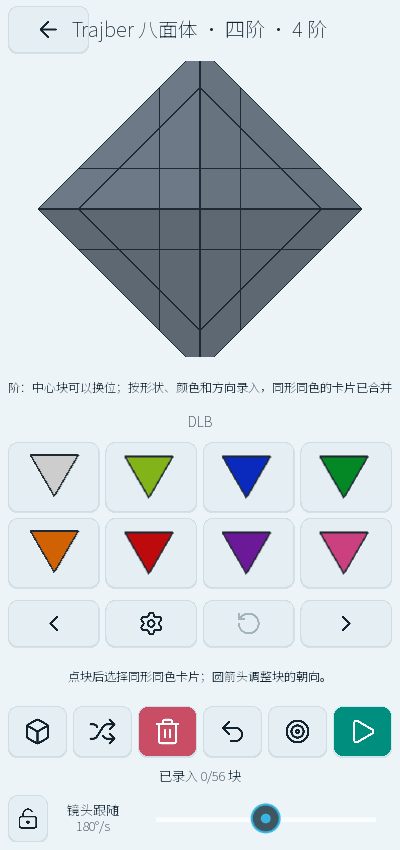 Trajber 八面体 · 四阶 · 4 阶
阶：中心块可以换位；按形状、颜色和方向录入，同形同色的卡片已合并
DLB
点块后选择同形同色卡片；圆箭头调整块的朝向。
已录入 0/56 块
镜头跟随
180°/s